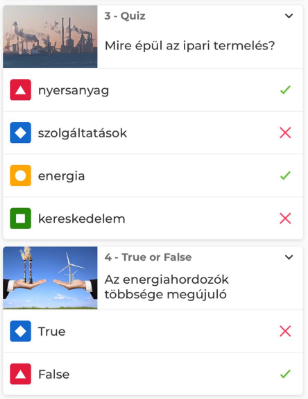 3 - Quiz
Mire épül az ipari termelés?
nyersanyag
szolgáltatások
energia
kereskedelem
4 - True or False
Az energiahordozók
többsége megújuló
True
False